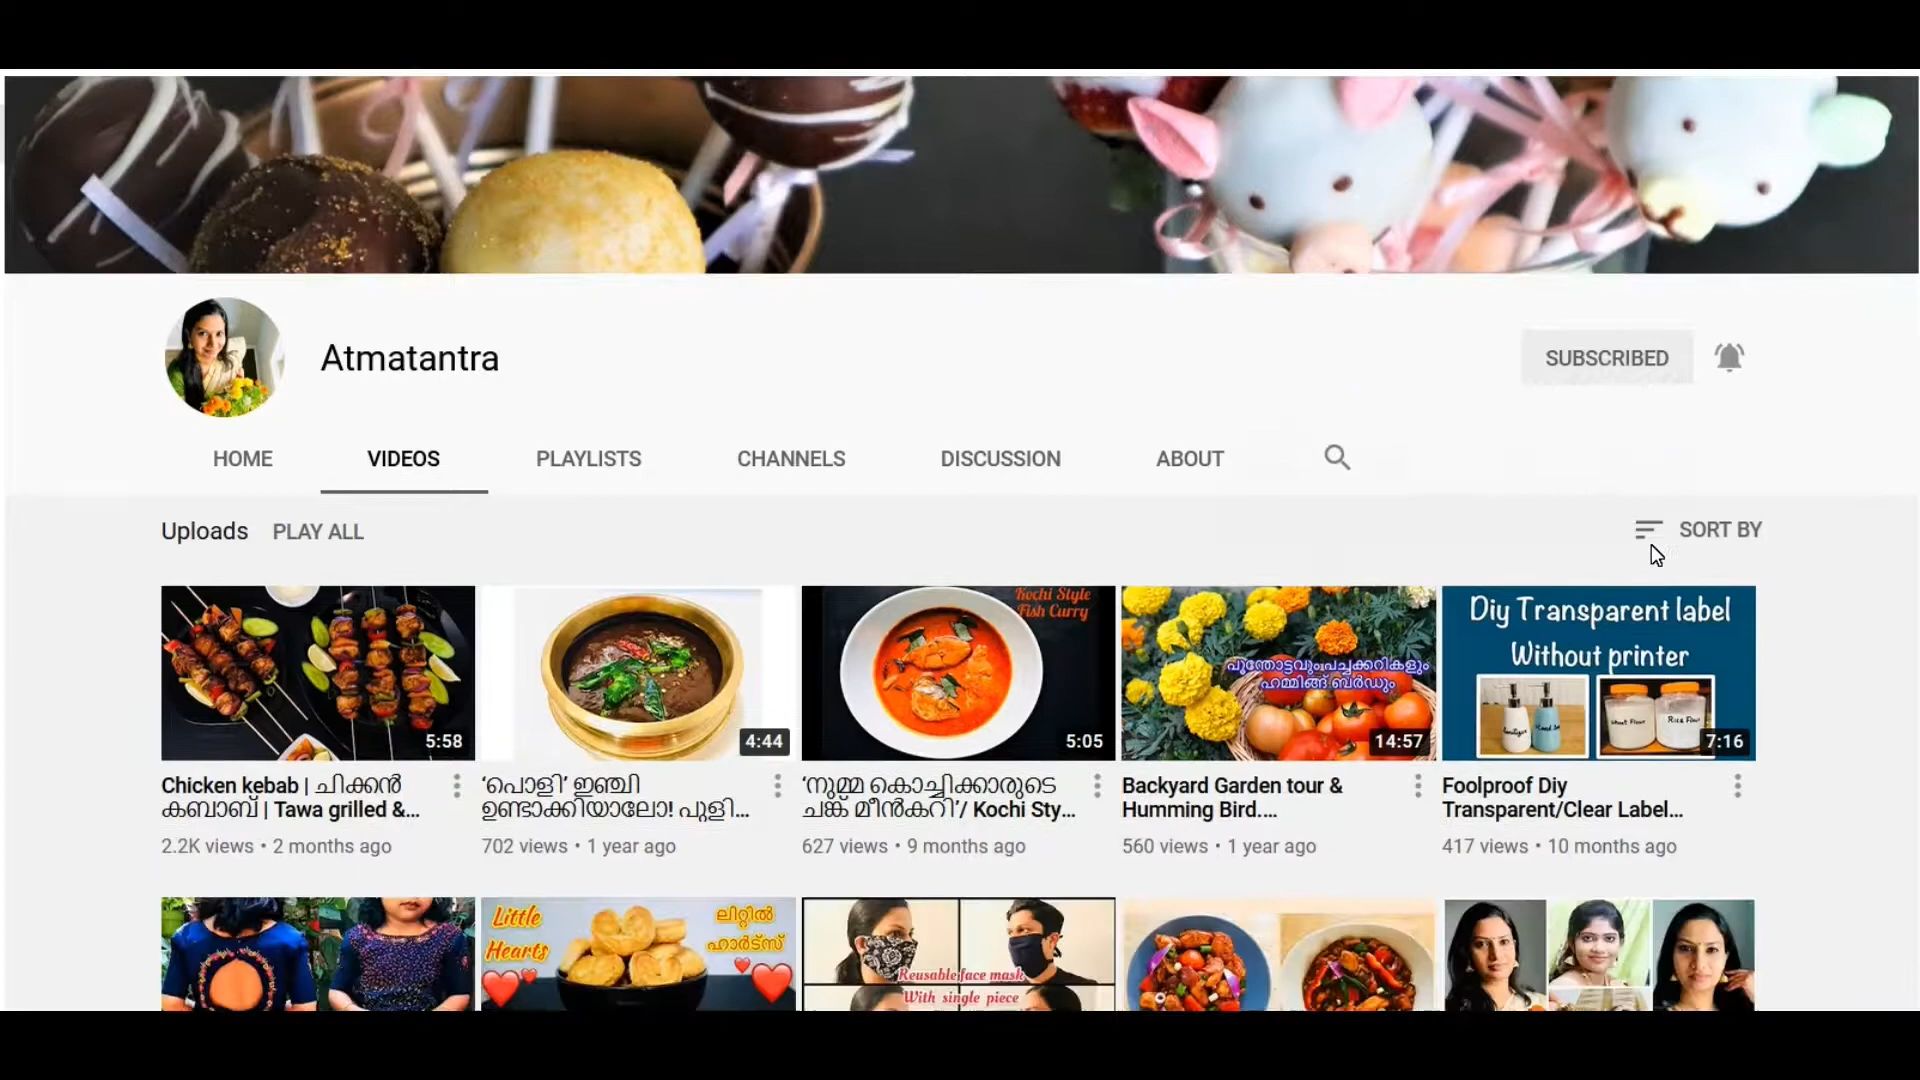 Atmatantra
SUBSCRIBED
HOME
VIDEOS
PLAYLISTS
CHANNELS
DISCUSSION
ABOUT
Uploads
PLAY ALL
SORT BY
5:58
Chicken kebab | ചിക്കൻ
കബാബ് | Tawa grilled &...
2.2K views • 2 months ago
4:44
‘പൊളി’ ഇഞ്ചി
ഉണ്ടാക്കിയാലോ! പുളി...
702 views • 1 year ago
Kochi Style
Fish Curry
5:05
‘നുമ്മ കൊച്ചിക്കാരുടെ
ചങ്ക് മീൻകറി’/ Kochi Sty...
627 views • 9 months ago
പൂന്തോട്ടവും പച്ചക്കറികളും
ഹമ്മിങ്ങ് ബർഡും
14:57
Backyard Garden tour &
Humming Bird....
560 views • 1 year ago
Diy Transparent label
Without printer
Wheat Flour
Rice Flour
7:16
Foolproof Diy
Transparent/Clear Label...
417 views • 10 months ago
Little
Hearts
ലിറ്റിൽ
ഹാർട്സ്
Reusable face mask
With single piece